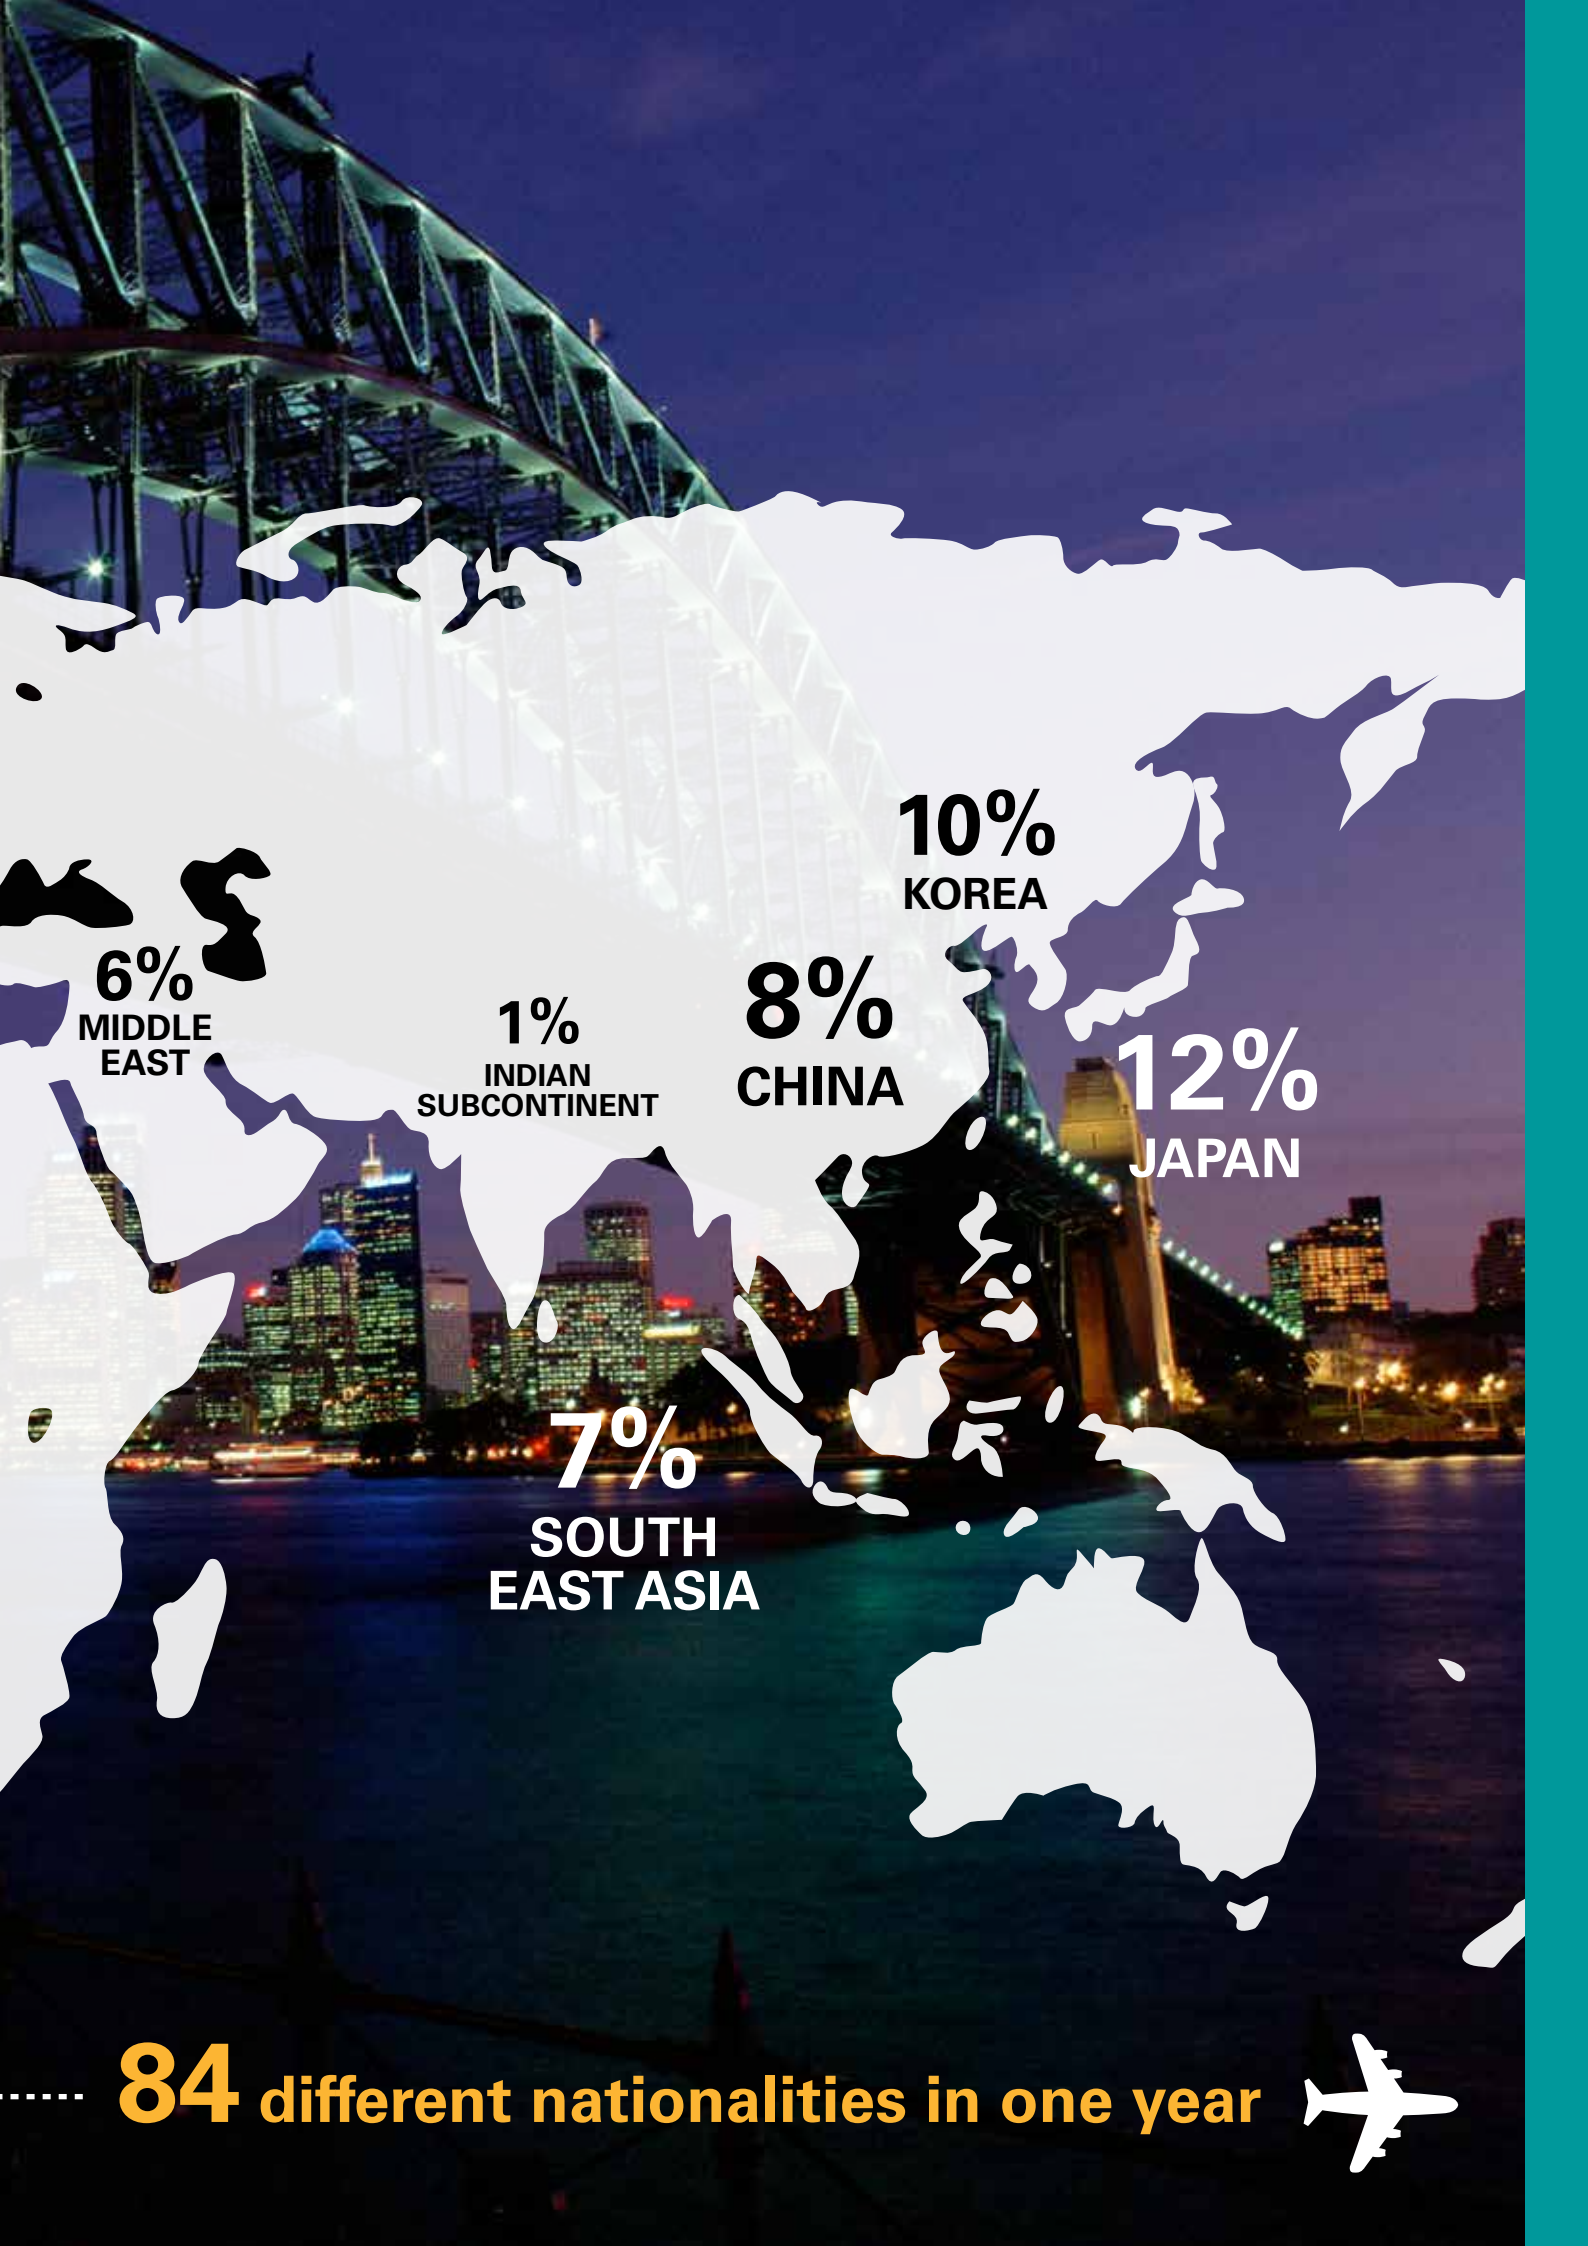 10%
KOREA
6%
MIDDLE
EAST
1%
INDIAN
SUBCONTINENT
8%
CHINA
12%
JAPAN
7%
SOUTH
EAST ASIA
84 different nationalities in one year